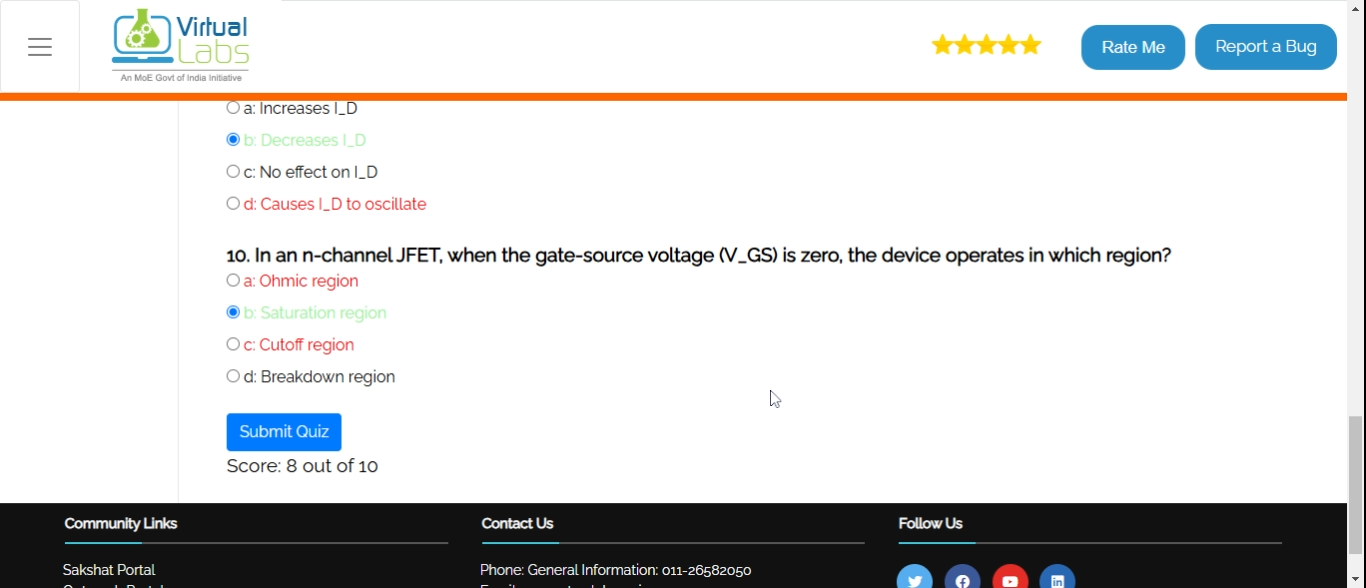 Virtual
Labs
An MoE Govt of India Initiative
Rate Me
Report a Bug
a: Increases I_D
b: Decreases I_D
c: No effect on I_D
d: Causes I_D to oscillate
10. In an n-channel JFET, when the gate-source voltage (V_GS) is zero, the device operates in which region?
a: Ohmic region
b: Saturation region
c: Cutoff region
d: Breakdown region
Submit Quiz
Score: 8 out of 10
Community Links
Contact Us
Follow Us
Sakshat Portal
Phone: General Information: 011-26582050